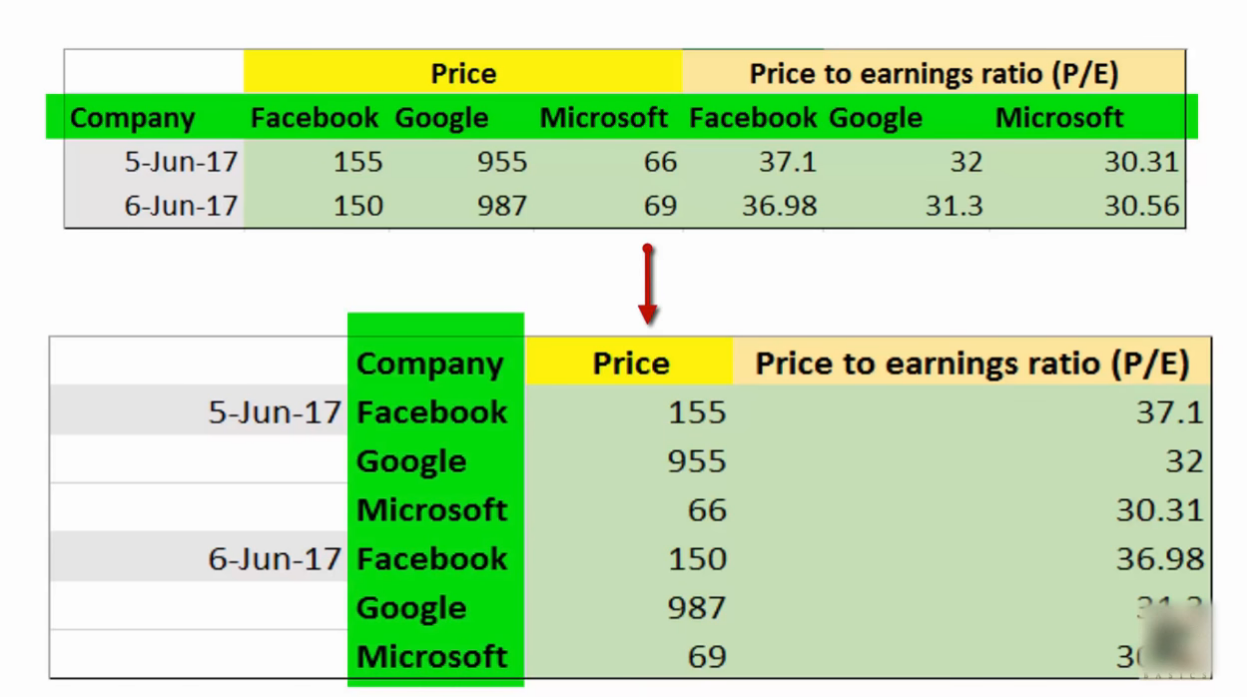 Price Price to earnings ratio (P/E)
Company Facebook Google Microsoft Facebook Google Microsoft
5-Jun-17 155 955 66 37.1 32 30.31
6-Jun-17 150 987 69 36.98 31.3 30.56
Company Price Price to earnings ratio (P/E)
5-Jun-17 Facebook 155 37.1
Google 955 32
Microsoft 66 30.31
6-Jun-17 Facebook 150 36.98
Google 987
Microsoft 69